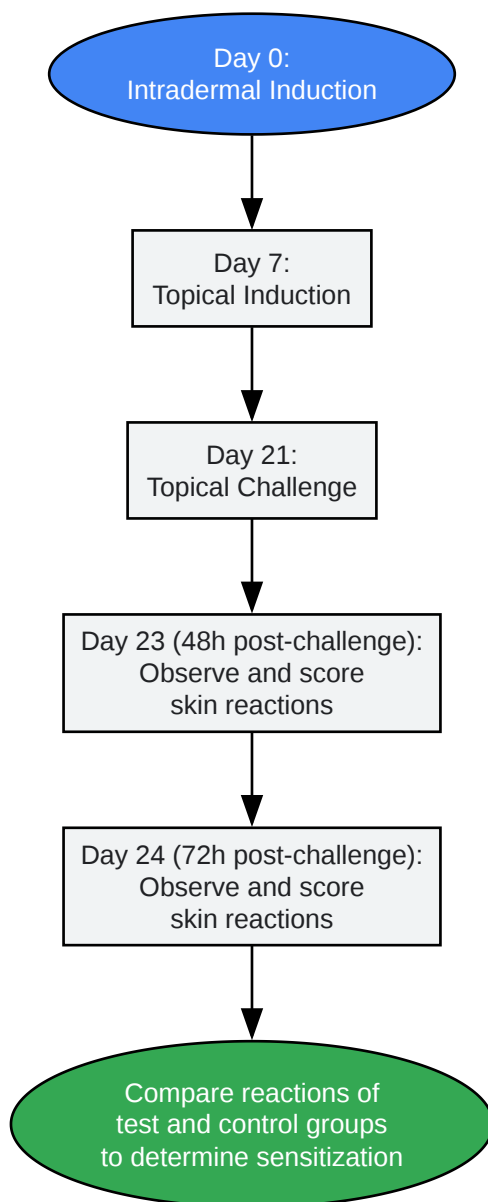 Day 0:
Intradermal Induction
Day 7:
Topical Induction
Day 21:
Topical Challenge
Day 23 (48h post-challenge):
Observe and score
skin reactions
Day 24 (72h post-challenge):
Observe and score
skin reactions
Compare reactions of
test and control groups
to determine sensitization